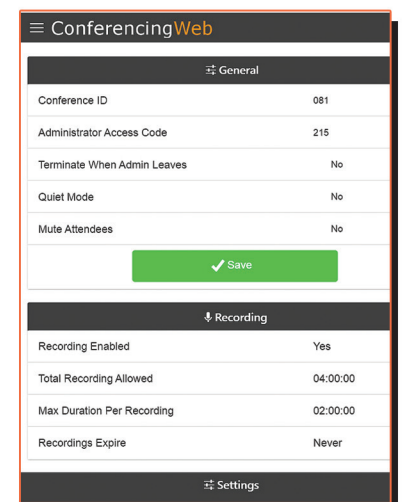 ConferencingWeb
General
Conference ID 081
Administrator Access Code 215
Terminate When Admin Leaves No
Quiet Mode No
Mute Attendees No
Save
Recording
Recording Enabled Yes
Total Recording Allowed 04:00:00
Max Duration Per Recording 02:00:00
Recordings Expire Never
Settings